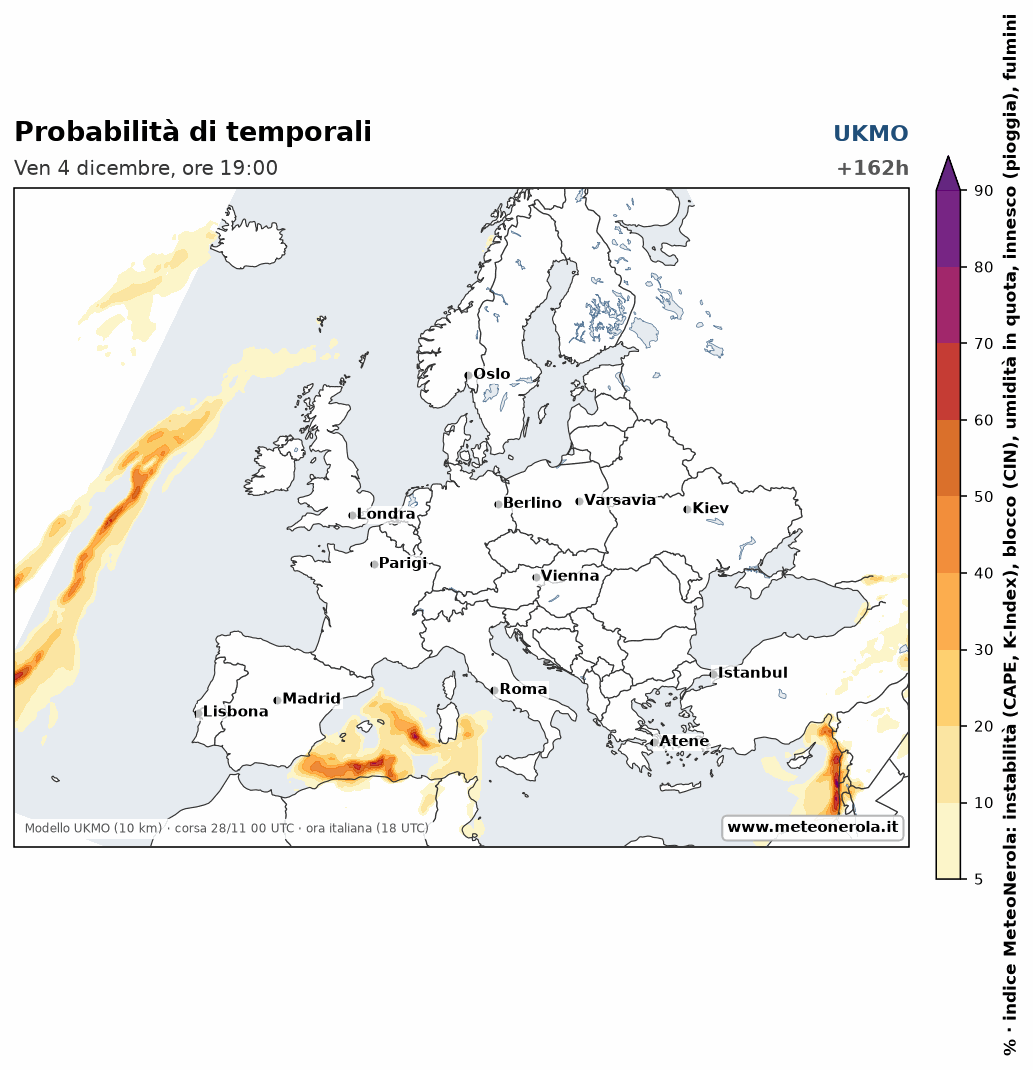 Probabilità di temporali
UKMO
Ven 4 dicembre, ore 19:00
+162h
Oslo
Londra
Berlino
Varsavia
Kiev
Parigi
Vienna
Madrid
Lisbona
Roma
Istanbul
Atene
Modello UKMO (10 km) · corsa 28/11 00 UTC · ora italiana (18 UTC)
www.meteonerola.it
90
80
70
60
50
40
30
20
10
5
% · indice MeteoNerola: instabilità (CAPE, K-Index), blocco (CIN), umidità in quota, innesco (pioggia), fulmini